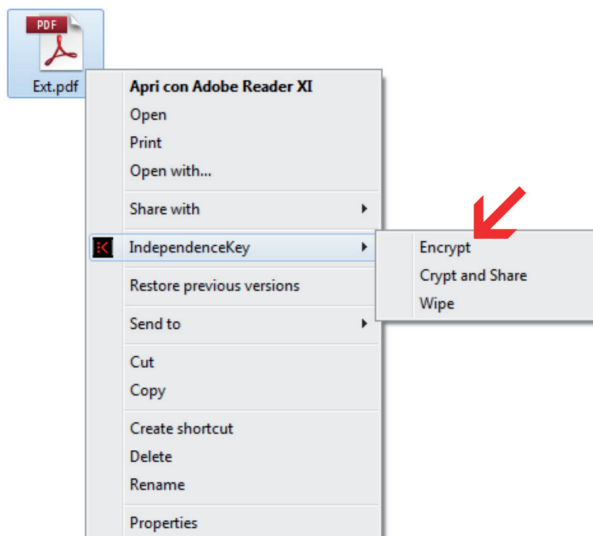 PDF
Ext.pdf
Apri con Adobe Reader XI
Open
Print
Open with...
Share with
IndependenceKey
Restore previous versions
Send to
Cut
Copy
Create shortcut
Delete
Rename
Properties
Encrypt
Crypt and Share
Wipe